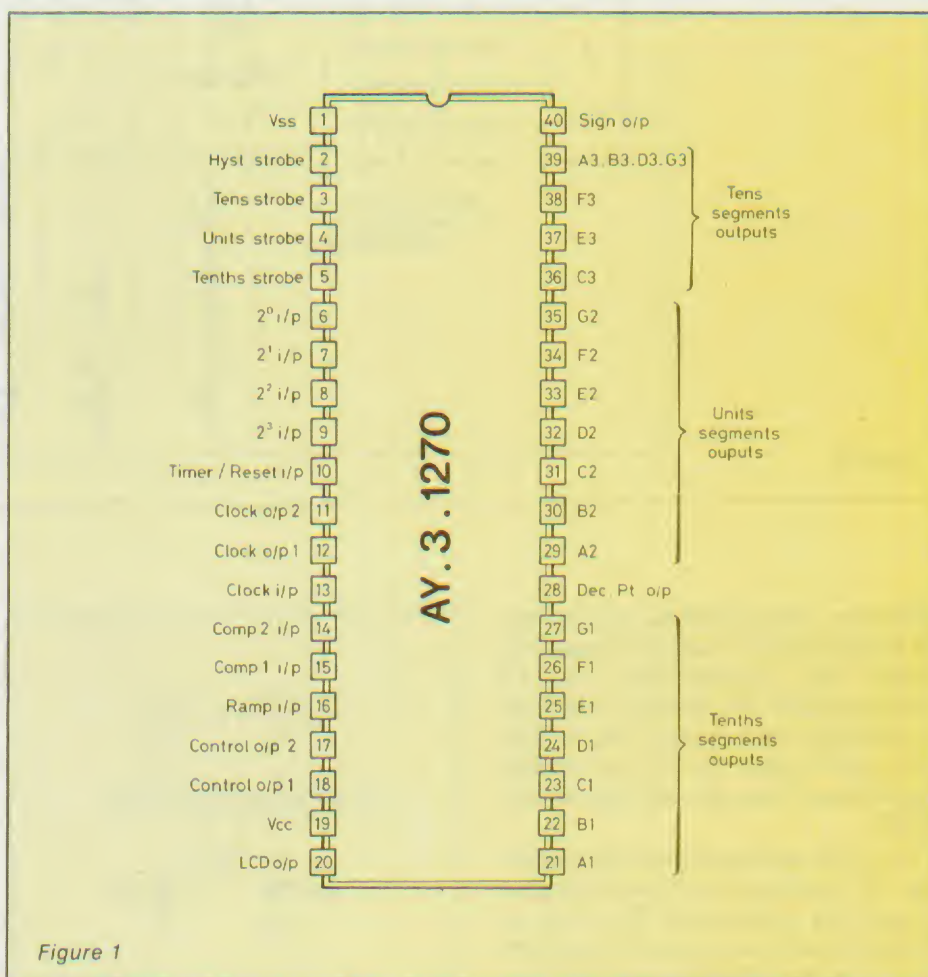 Vss 1
Hyst strobe 2
Tens strobe 3
Units strobe 4
Tenths strobe 5
2⁰ i/p 6
2¹ i/p 7
2² i/p 8
2³ i/p 9
Timer / Reset i/p 10
Clock o/p 2 11
Clock o/p 1 12
Clock i/p 13
Comp 2 i/p 14
Comp 1 i/p 15
Ramp i/p 16
Control o/p 2 17
Control o/p 1 18
Vcc 19
LCD o/p 20
AY.3.1270
40 Sign o/p
39 A3.B3.D3.G3
38 F3
37 E3
36 C3
35 G2
34 F2
33 E2
32 D2
31 C2
30 B2
29 A2
28 Dec. Pt o/p
27 G1
26 F1
25 E1
24 D1
23 C1
22 B1
21 A1
Tens
segments
outputs
Units
segments
ouputs
Tenths
segments
ouputs
Figure 1